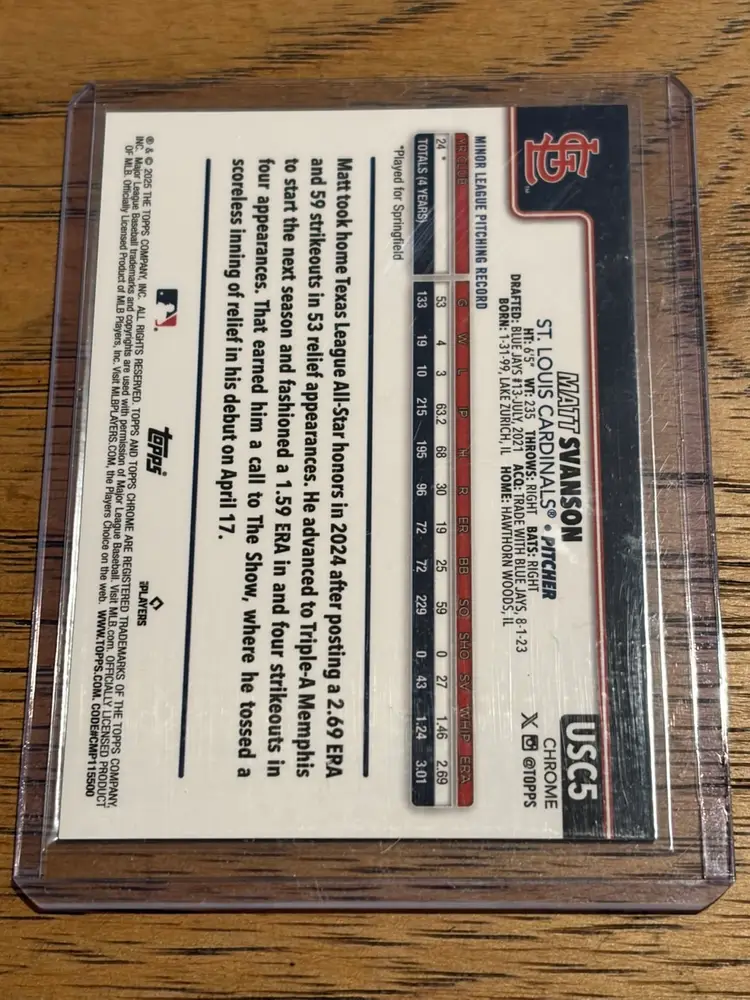 USC5
CHROME
@TOPPS
MATT SVANSON
ST. LOUIS CARDINALS® • PITCHER
HT: 6'5" WT: 235 THROWS: RIGHT BATS: RIGHT
DRAFTED: BLUE JAYS #13-JULY, 2021 ACQ: TRADE WITH BLUE JAYS, 8-1-23
BORN: 1-31-99, LAKE ZURICH, IL HOME: HAWTHORN WOODS, IL
MINOR LEAGUE PITCHING RECORD
YR CLUB G W L IP H R ER BB SO SHO SV WHIP ERA
24 * 53 4 3 63.2 68 30 19 25 59 0 27 1.46 2.69
TOTALS (4 YEARS) 133 19 10 215 195 96 72 72 229 0 43 1.24 3.01
*Played for Springfield
Matt took home Texas League All-Star honors in 2024 after posting a 2.69 ERA
and 59 strikeouts in 53 relief appearances. He advanced to Triple-A Memphis
to start the next season and fashioned a 1.59 ERA in and four strikeouts in
four appearances. That earned him a call to The Show, where he tossed a
scoreless inning of relief in his debut on April 17.
topps
PLAYERS
® & © 2025 THE TOPPS COMPANY, INC. ALL RIGHTS RESERVED. TOPPS AND TOPPS CHROME ARE REGISTERED TRADEMARKS OF THE TOPPS COMPANY,
INC. Major League Baseball trademarks and copyrights are used with permission of Major League Baseball. Visit MLB.com. OFFICIALLY LICENSED PRODUCT
OF MLB Players, Inc. Visit MLBPLAYERS.COM, the Players Choice on the web. WWW.TOPPS.COM. CODE#CMP115500